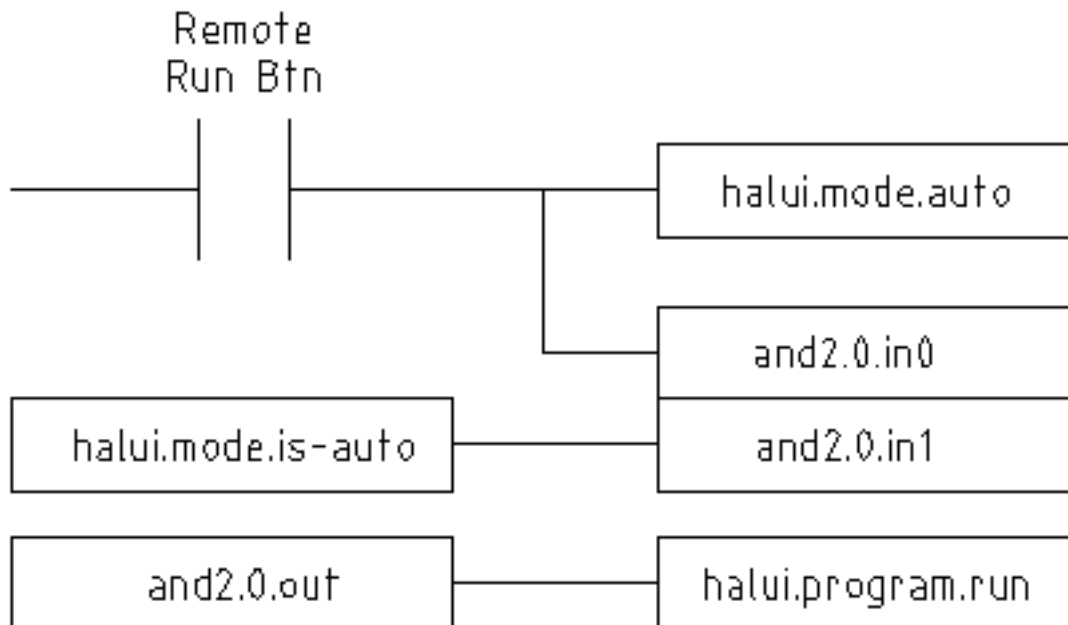 Remote
Run Btn
halui.mode.auto
and2.0.in0
halui.mode.is-auto
and2.0.in1
and2.0.out
halui.program.run